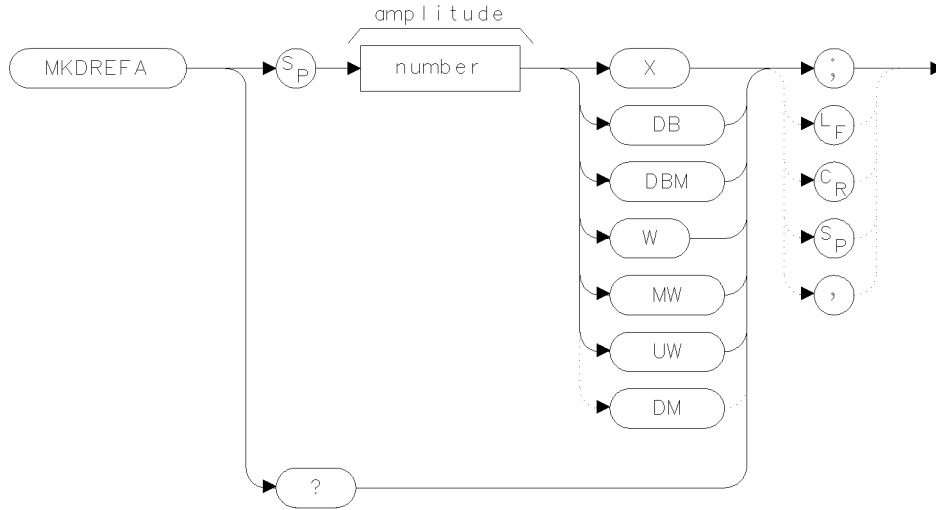 amplitude
MKDREFA
SP
number
X
;
DB
LF
DBM
CR
W
SP
MW
,
UW
DM
?